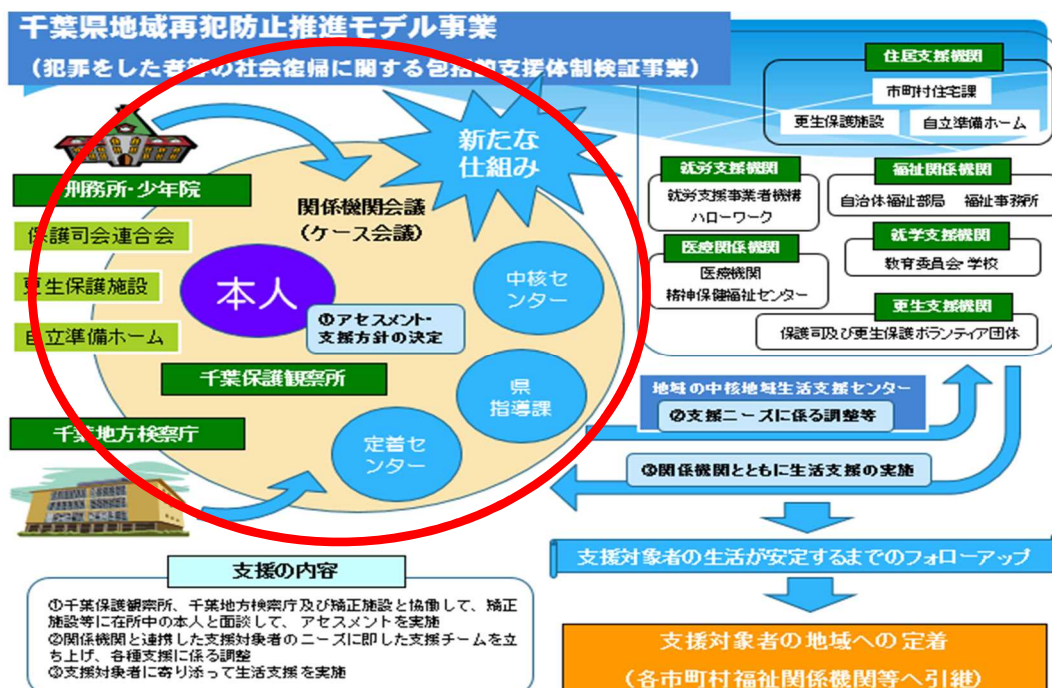 千葉県地域再犯防止推進モデル事業
(犯罪をした者等の社会復帰に関する包括的支援体制検証事業)
新たな
仕組み
刑務所・少年院
保護司会連合会
更生保護施設
自立準備ホーム
関係機関会議
(ケース会議)
本人
①アセスメント・
支援方針の決定
中核セ
ンター
県
指導課
定着セ
ンター
千葉保護観察所
千葉地方検察庁
住居支援機関
市町村住宅課
更生保護施設
自立準備ホーム
就労支援機関
就労支援事業者機構
ハローワーク
福祉関係機関
自治体福祉部局 福祉事務所
医療関係機関
医療機関
精神保健福祉センター
就学支援機関
教育委員会・学校
更生支援機関
保護司及び更生保護ボランティア団体
地域の中核地域生活支援センター
②支援ニーズに係る調整等
③関係機関とともに生活支援の実施
支援対象者の生活が安定するまでのフォローアップ
支援対象者の地域への定着
(各市町村福祉関係機関等へ引継)
支援の内容
①千葉保護観察所、千葉地方検察庁及び矯正施設と協働して、矯正
施設等に在所中の本人と面談して、アセスメントを実施
②関係機関と連携した支援対象者のニーズに即した支援チームを立
ち上げ、各種支援に係る調整
③支援対象者に寄り添って生活支援を実施